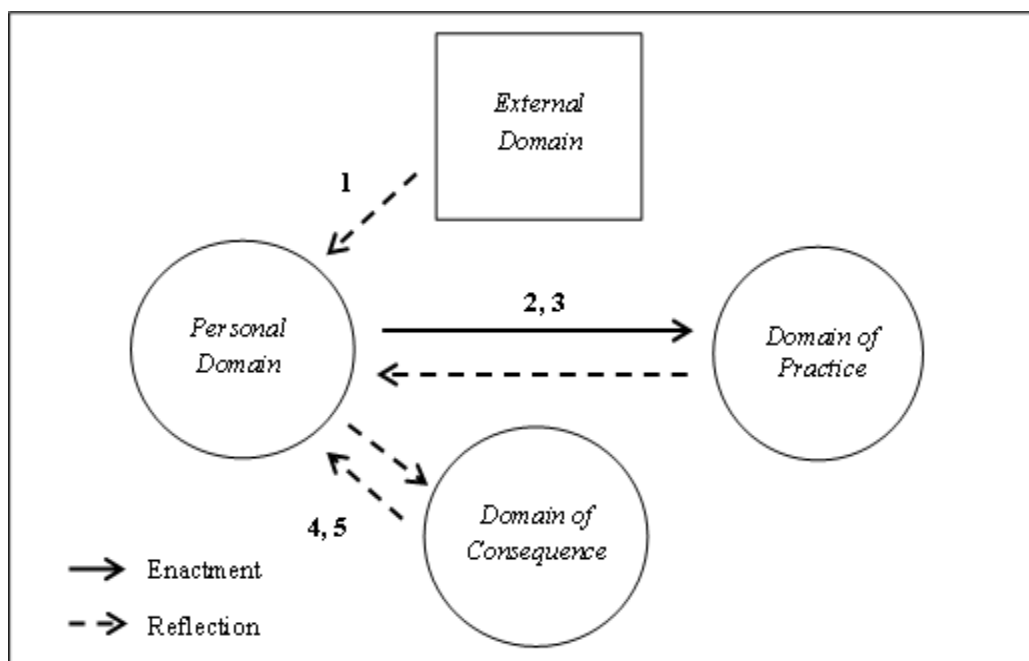 External
Domain
1
2, 3
Personal
Domain
Domain of
Practice
4, 5
Domain of
Consequence
Enactment
Reflection